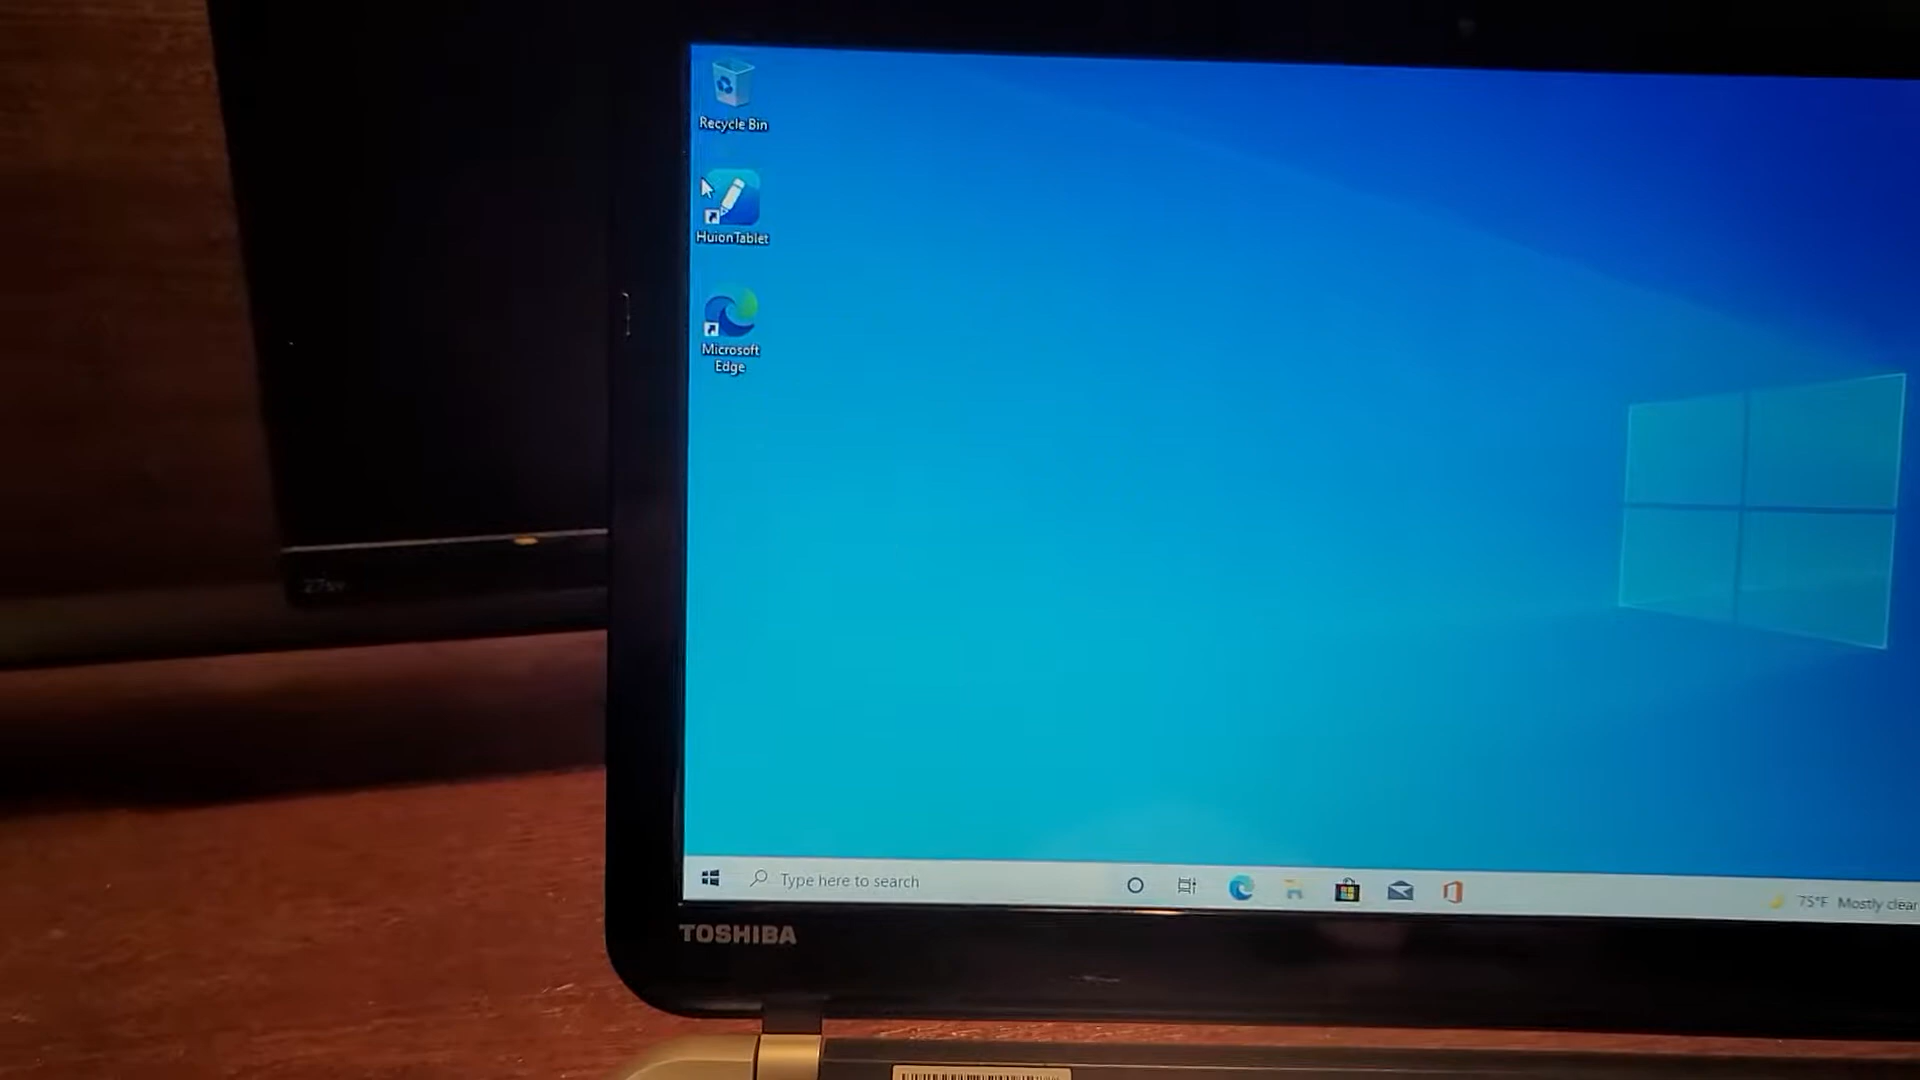 Recycle Bin
HuionTablet
Microsoft
Edge
Type here to search
75°F Mostly clear
TOSHIBA